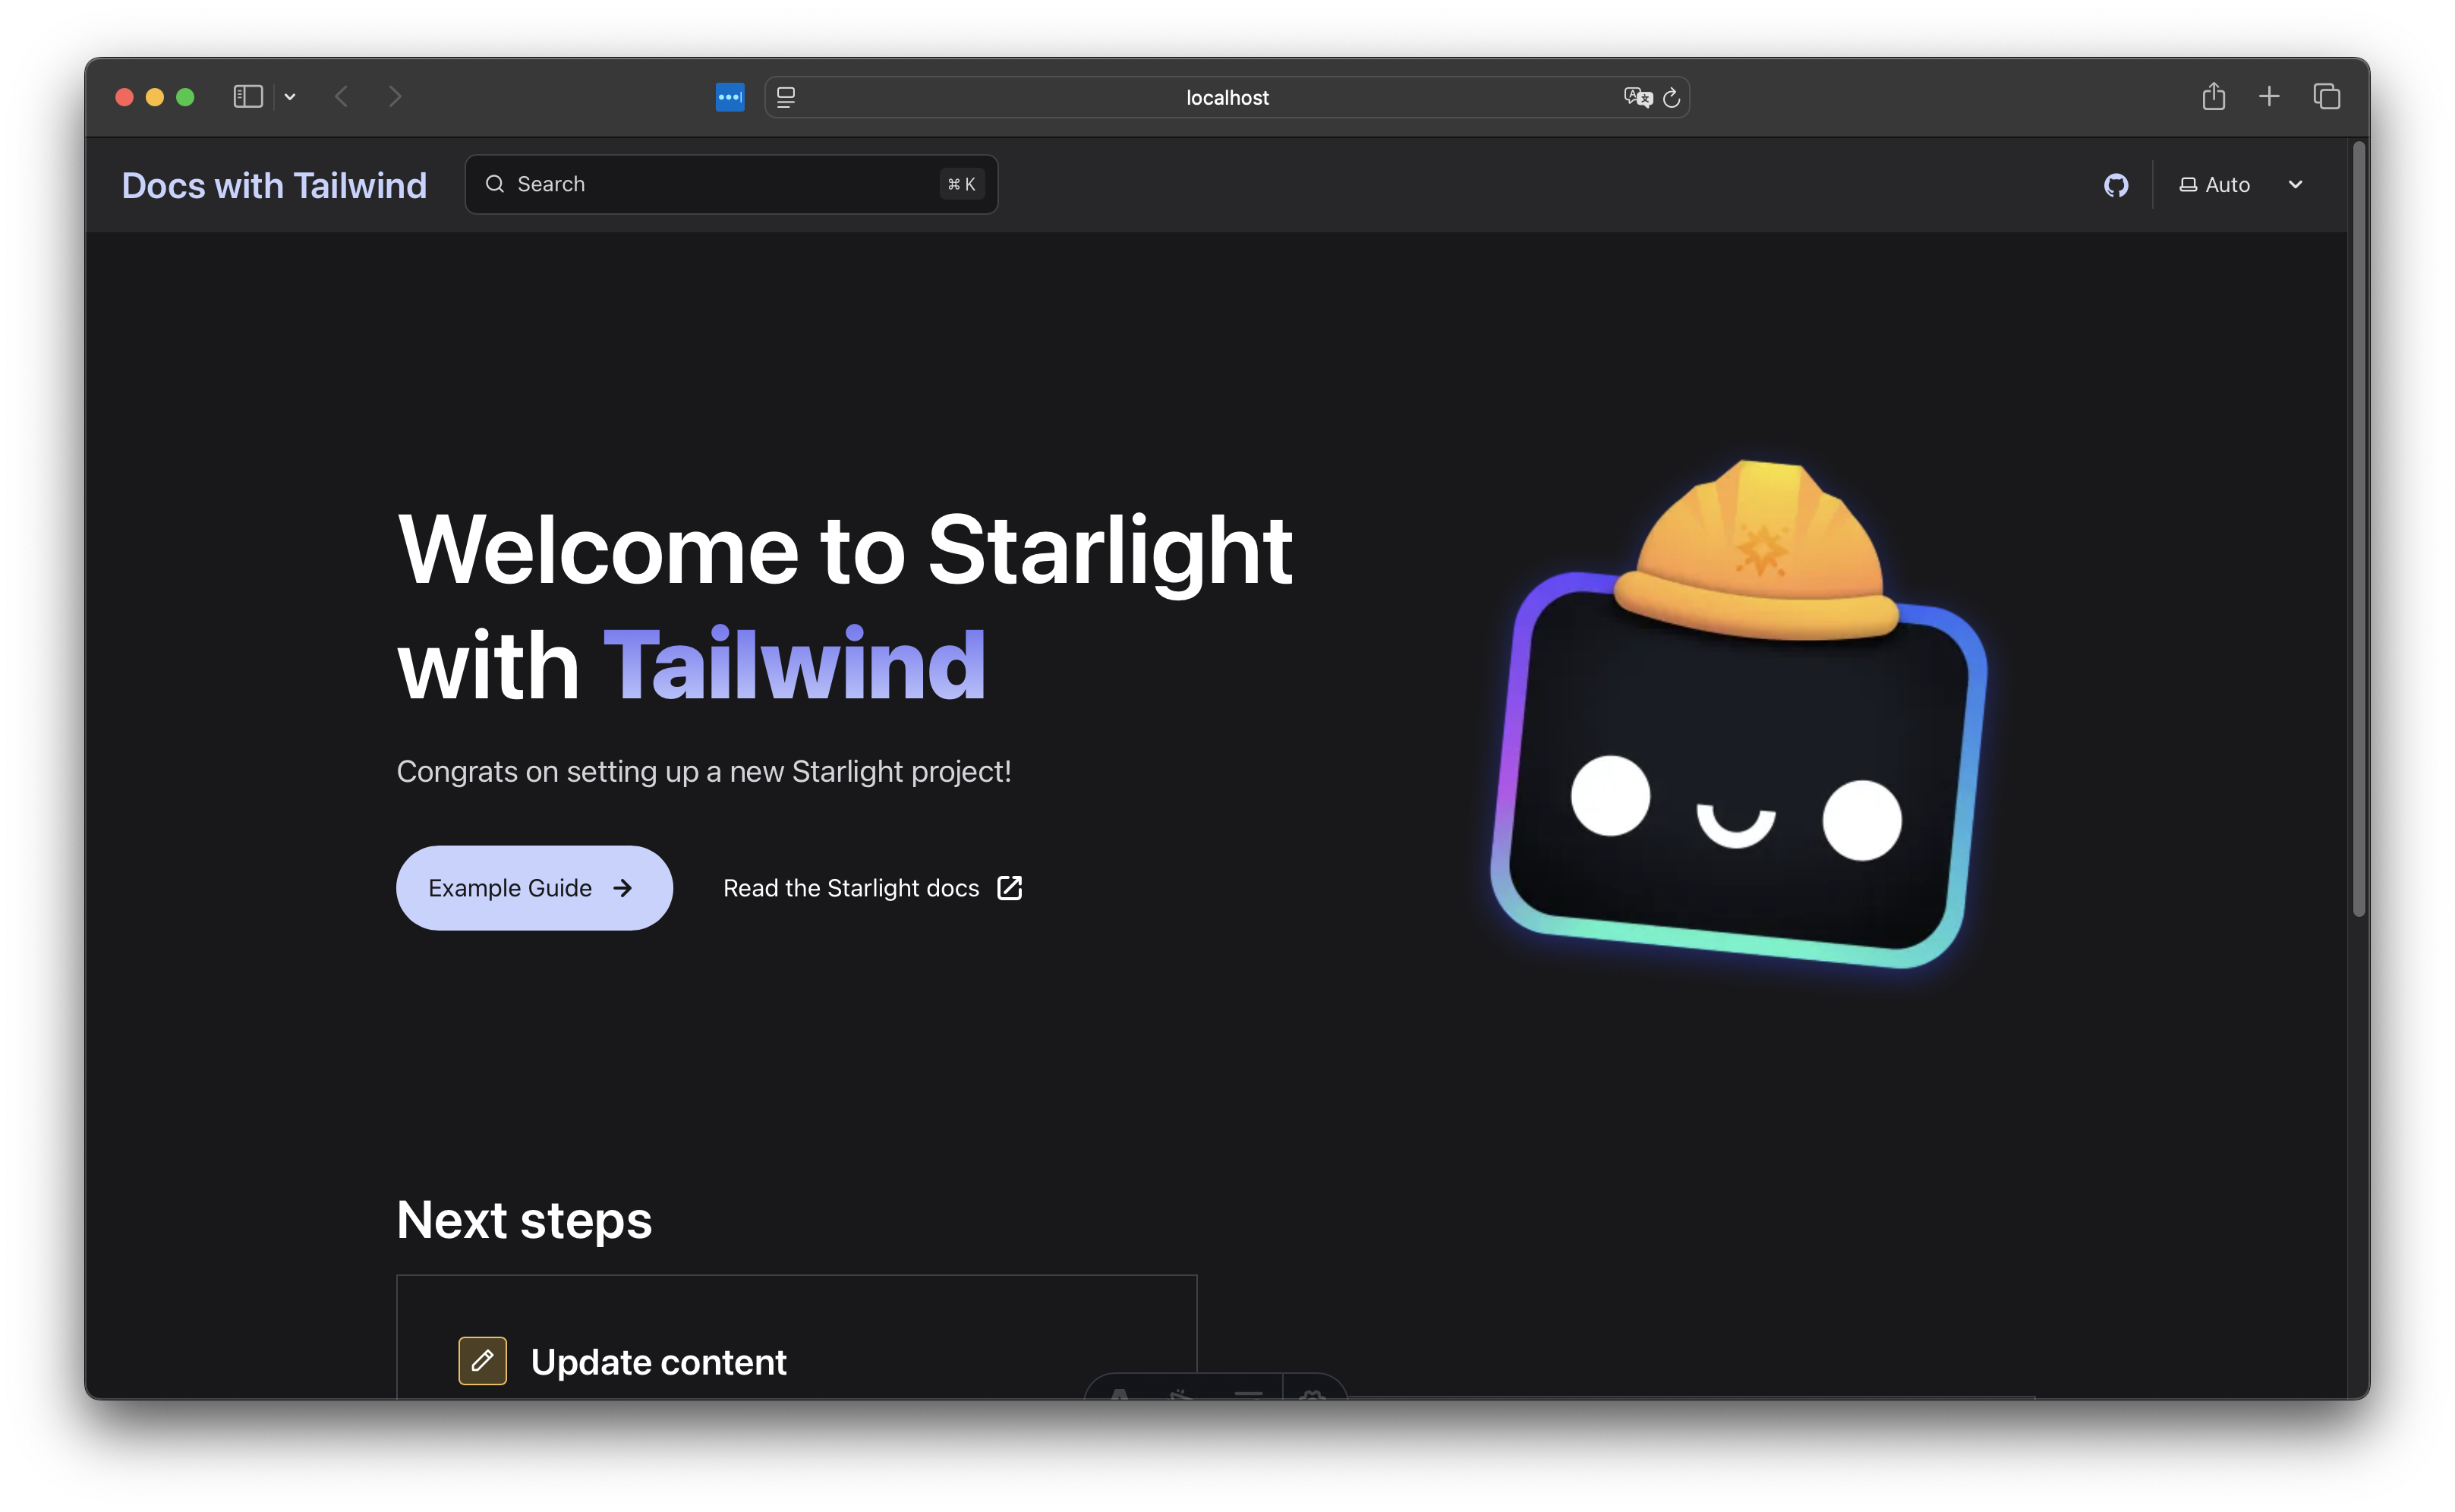 localhost
Docs with Tailwind
Search
⌘ K
Auto
Welcome to Starlight
with Tailwind
Congrats on setting up a new Starlight project!
Example Guide
Read the Starlight docs
Next steps
Update content